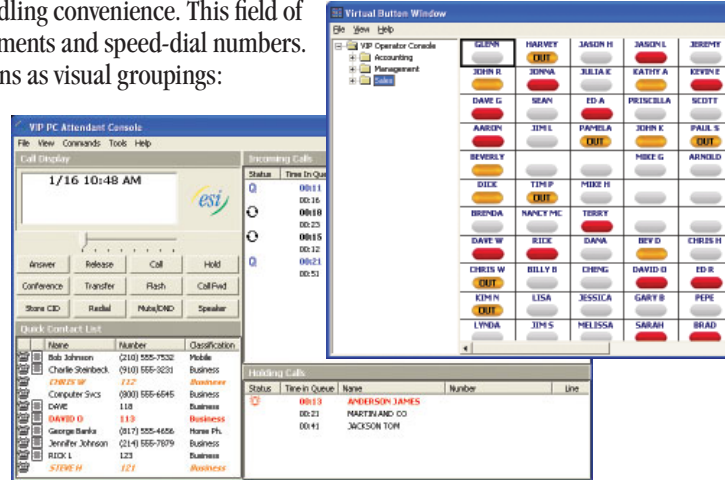 dling convenience. This field of
ments and speed-dial numbers.
ns as visual groupings:
Virtual Button Window
File View Help
VIP Operator Console
Accounting
Management
Sales
GLENN HARVEY JASON H JASON L JEREMY
OUT
JOHN R JONNA JULIA K KATHY A KEVIN E
DAVE G SEAN ED A PRISCILLA SCOTT
AARON JIM L PAMELA JOHN K PAUL S
OUT OUT
BEVERLY MIKE G ARNOLD
DICK TIM P MIKE H
OUT
BRENDA NANCY MC TERRY
DAVE W RICK DANA BEV D CHRIS H
CHRIS W BILLY B CHENG DAVID O ED R
OUT
KIM N LISA JESSICA GARY B PEPE
OUT
LYNDA JIM S MELISSA SARAH BRAD
VIP PC Attendant Console
File View Commands Tools Help
Call Display
1/16 10:48 AM
esi
Answer Release Call Hold
Conference Transfer Flash Call Fwd
Store CID Redial Mute/DND Speaker
Incoming Calls
Status Time In Que
Q 00:11
00:16
00:18
00:23
00:15
00:12
Q 00:21
00:51
Quick Contact List
Name Number Classification
Bob Johnson (210) 555-7532 Mobile
Charlie Steinbeck (910) 555-3231 Business
CHRIS W 112 Business
Computer Svcs (800) 555-6545 Business
DAVE 118 Business
DAVID O 113 Business
George Banks (817) 555-4656 Home Ph.
Jennifer Johnson (214) 555-7879 Business
RICK L 123 Business
STEVE H 121 Business
Holding Calls
Status Time in Queue Name Number Line
00:13 ANDERSON JAMES
00:21 MARTIN AND CO
00:41 JACKSON TOM